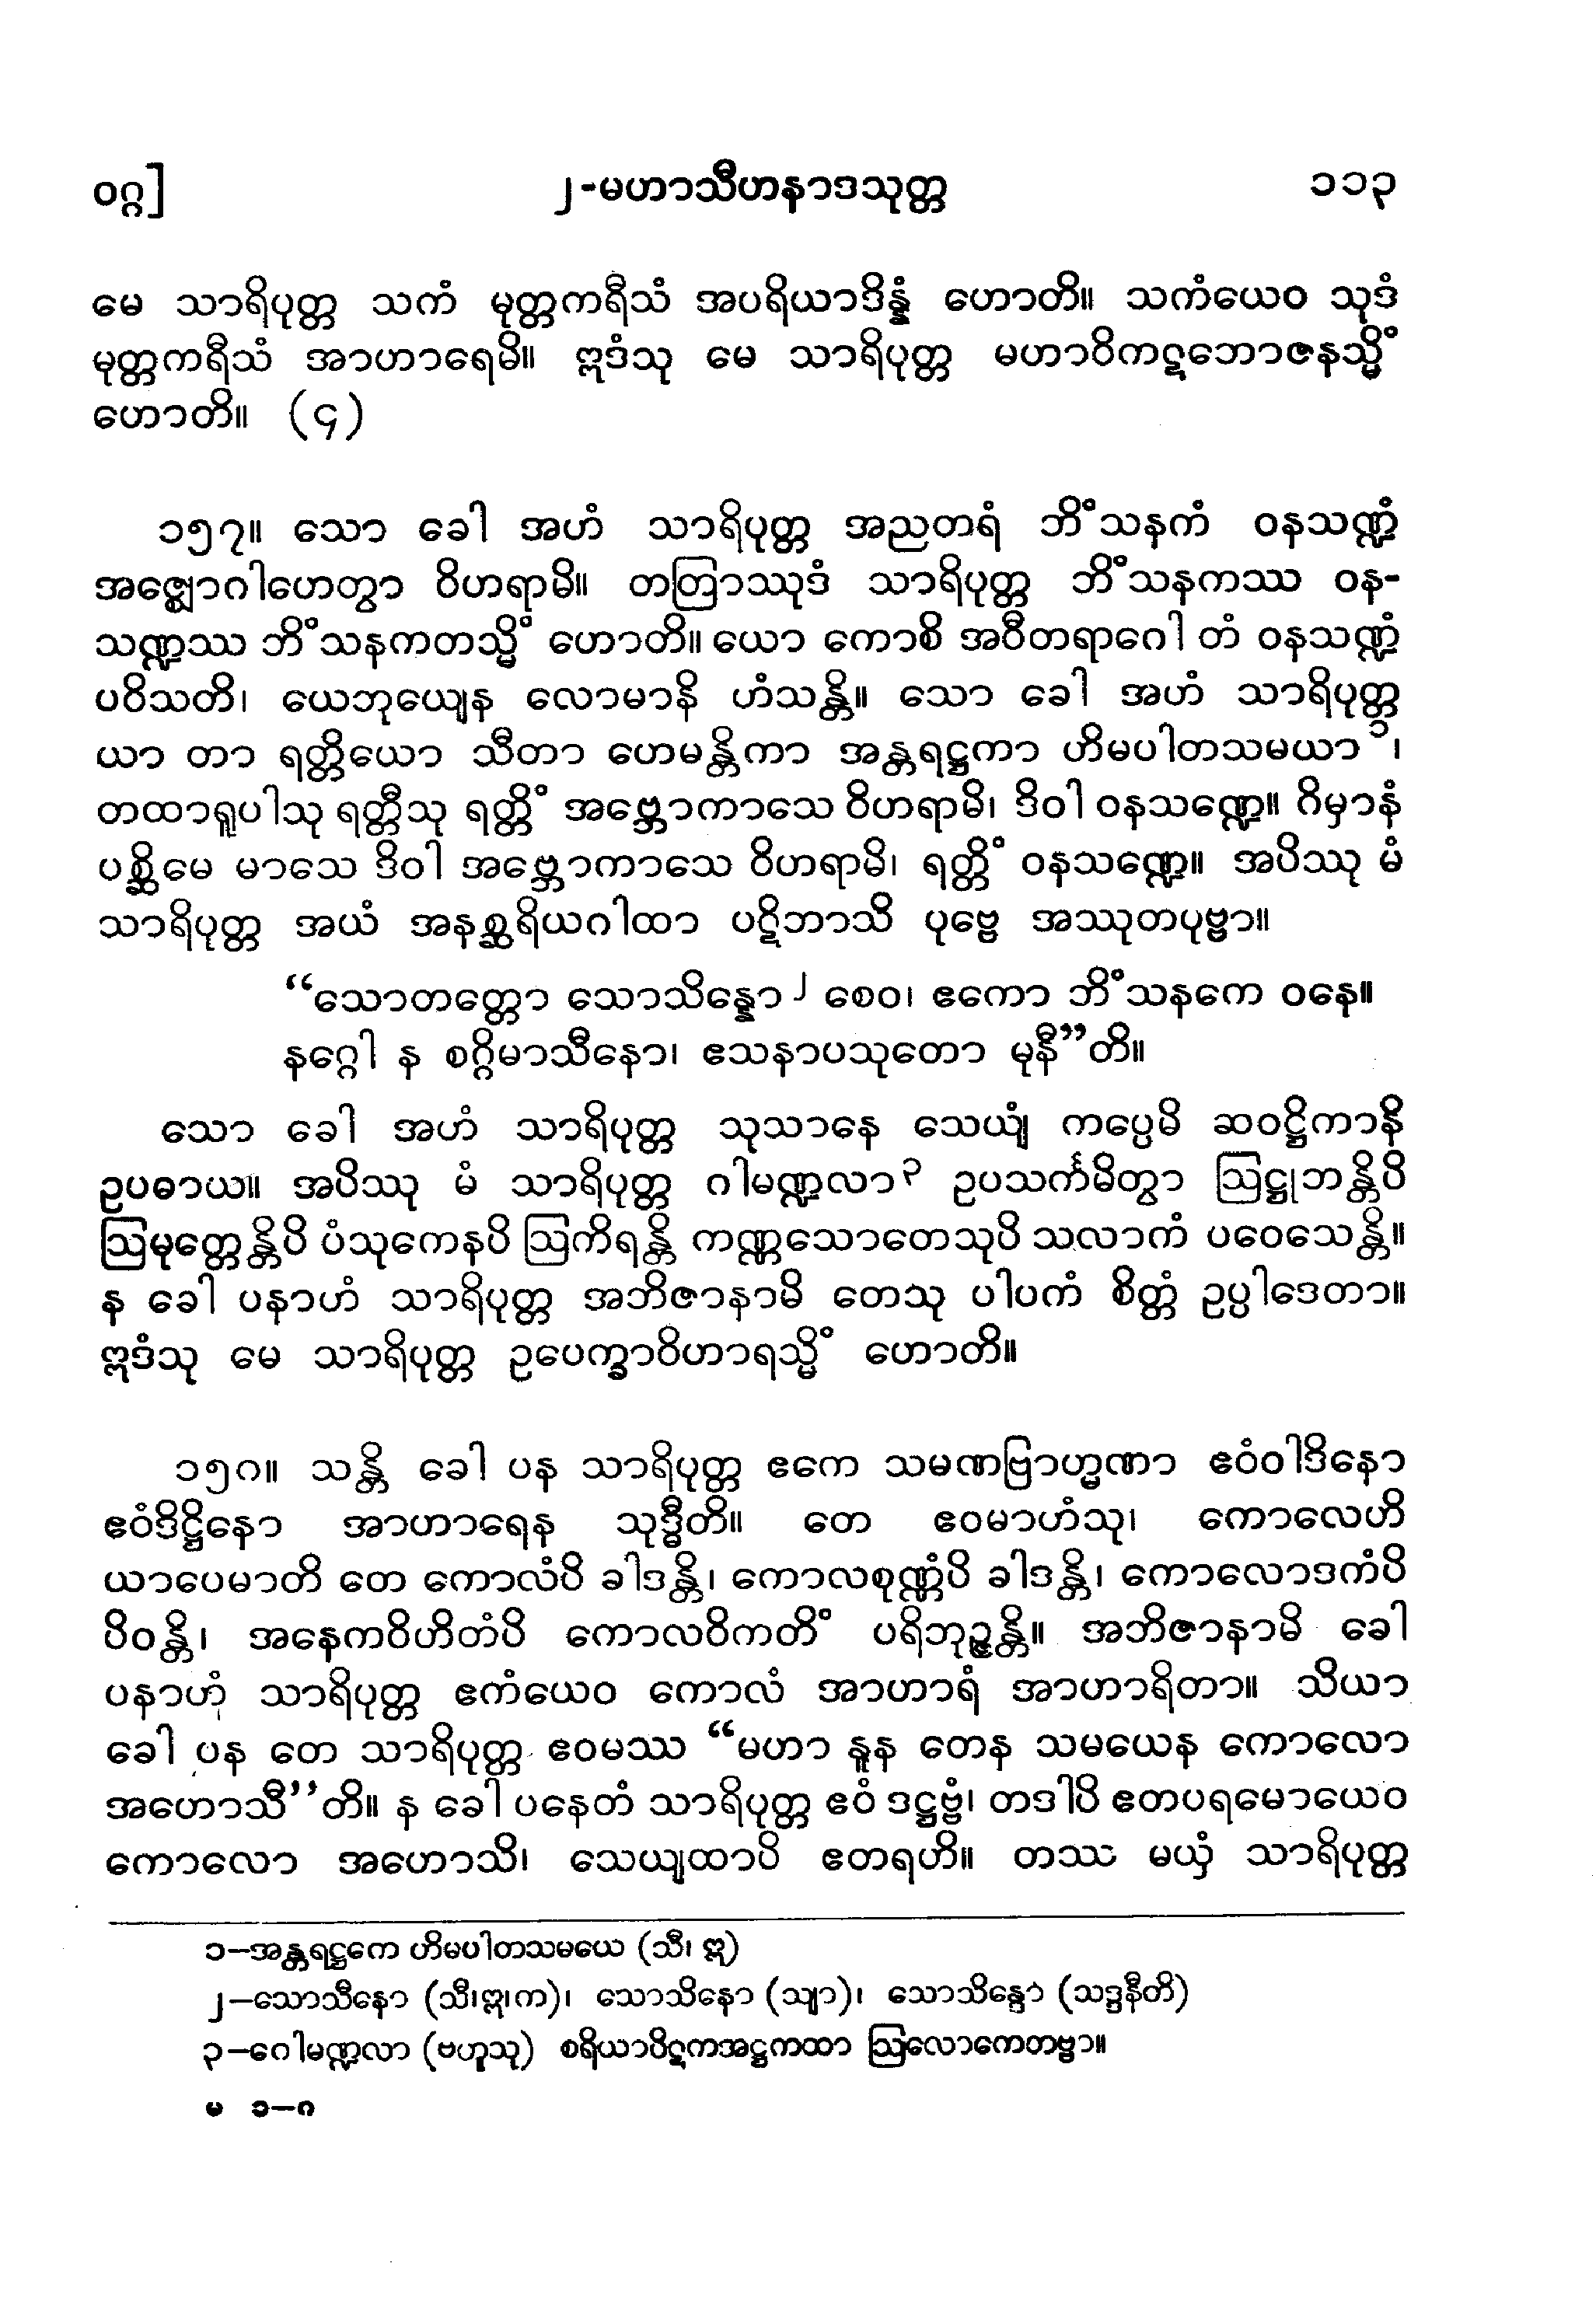 ဝဂ္ဂ]
၂-မဟာသီဟနာဒသုတ္တ
၁၁၃
မေ သာရိပုတ္တ သကံ မုတ္တကရီသံ အပရိယာဒိန္နံ ဟောတိ။ သကံယေဝ သုဒံ
မုတ္တကရီသံ အာဟာရေမိ။ ဣဒံသု မေ သာရိပုတ္တ မဟာဝိကဋဘောဇနသ္မိံ
ဟောတိ။ (၄)
၁၅၇။ သော ခေါ အဟံ သာရိပုတ္တ အညတရံ ဘိံသနကံ ဝနသဏ္ဍံ
အဇ္ဈောဂါဟေတွာ ဝိဟရာမိ။ တတြာဿုဒံ သာရိပုတ္တ ဘိံသနကဿ ဝန-
သဏ္ဍဿ ဘိံသနကတသ္မိံ ဟောတိ။ ယော ကောစိ အဝီတရာဂေါ တံ ဝနသဏ္ဍံ
ပဝိသတိ၊ ယေဘုယျေန လောမာနိ ဟံသန္တိ။ သော ခေါ အဟံ သာရိပုတ္တ
ယာ တာ ရတ္တိယော သီတာ ဟေမန္တိကာ အန္တရဋ္ဌကာ ဟိမပါတသမယာ ၁၊
တထာရူပါသု ရတ္တီသု ရတ္တိံ အဗ္ဘောကာသေ ဝိဟရာမိ၊ ဒိဝါ ဝနသဏ္ဍေ။ ဂိမှာနံ
ပစ္ဆိမေ မာသေ ဒိဝါ အဗ္ဘောကာသေ ဝိဟရာမိ၊ ရတ္တိံ ဝနသဏ္ဍေ။ အပိဿု မံ
သာရိပုတ္တ အယံ အနစ္ဆရိယဂါထာ ပဋိဘာသိ ပုဗ္ဗေ အဿုတပုဗ္ဗာ။
“သောတတ္တော သောသိန္နော ၂ စေဝ၊ ဧကော ဘိံသနကေ ဝနေ။
နဂ္ဂေါ န စဂ္ဂိမာသီနော၊ ဧသနာပသုတော မုနီ”တိ။
သော ခေါ အဟံ သာရိပုတ္တ သုသာနေ သေယျံ ကပ္ပေမိ ဆဝဋ္ဌိကာနိ
ဥပဓာယ။ အပိဿု မံ သာရိပုတ္တ ဂါမဏ္ဍလာ ၃ ဥပသင်္ကမိတွာ ဩဋ္ဌုဘန္တိပိ
ဩမုတ္တေန္တိပိ ပံသုကေနပိ ဩကိရန္တိ ကဏ္ဏသောတေသုပိ သလာကံ ပဝေသေန္တိ။
န ခေါ ပနာဟံ သာရိပုတ္တ အဘိဇာနာမိ တေသု ပါပကံ စိတ္တံ ဥပ္ပါဒေတာ။
ဣဒံသု မေ သာရိပုတ္တ ဥပေက္ခာဝိဟာရသ္မိံ ဟောတိ။
၁၅၈။ သန္တိ ခေါ ပန သာရိပုတ္တ ဧကေ သမဏဗြာဟ္မဏာ ဧဝံဝါဒိနော
ဧဝံဒိဋ္ဌိနော အာဟာရေန သုဒ္ဓီတိ။ တေ ဧဝမာဟံသု၊ ကောလေဟိ
ယာပေမာတိ တေ ကောလံပိ ခါဒန္တိ၊ ကောလစုဏ္ဏံပိ ခါဒန္တိ၊ ကောလောဒကံပိ
ပိဝန္တိ၊ အနေကဝိဟိတံပိ ကောလဝိကတိံ ပရိဘုဉ္ဇန္တိ။ အဘိဇာနာမိ ခေါ
ပနာဟံ သာရိပုတ္တ ဧကံယေဝ ကောလံ အာဟာရံ အာဟာရိတာ။ သိယာ
ခေါ ပန တေ သာရိပုတ္တ ဧဝမဿ “မဟာ နူန တေန သမယေန ကောလော
အဟောသီ”တိ။ န ခေါ ပနေတံ သာရိပုတ္တ ဧဝံ ဒဋ္ဌဗ္ဗံ၊ တဒါပိ ဧတပရမောယေဝ
ကောလော အဟောသိ၊ သေယျထာပိ ဧတရဟိ။ တဿ မယှံ သာရိပုတ္တ
၁–အန္တရဋ္ဌကေ ဟိမပါတသမယေ (သီ၊ ဣ)
၂–သောသီနော (သီ၊ဣ၊က)၊ သောသိနော (သျာ)၊ သောသိန္ဒော (သဒ္ဒနီတိ)
၃–ဂေါမဏ္ဍလာ (ဗဟူသု) စရိယာပိဋကအဋ္ဌကထာ ဩလောကေတဗ္ဗာ။
မ ၁–၈